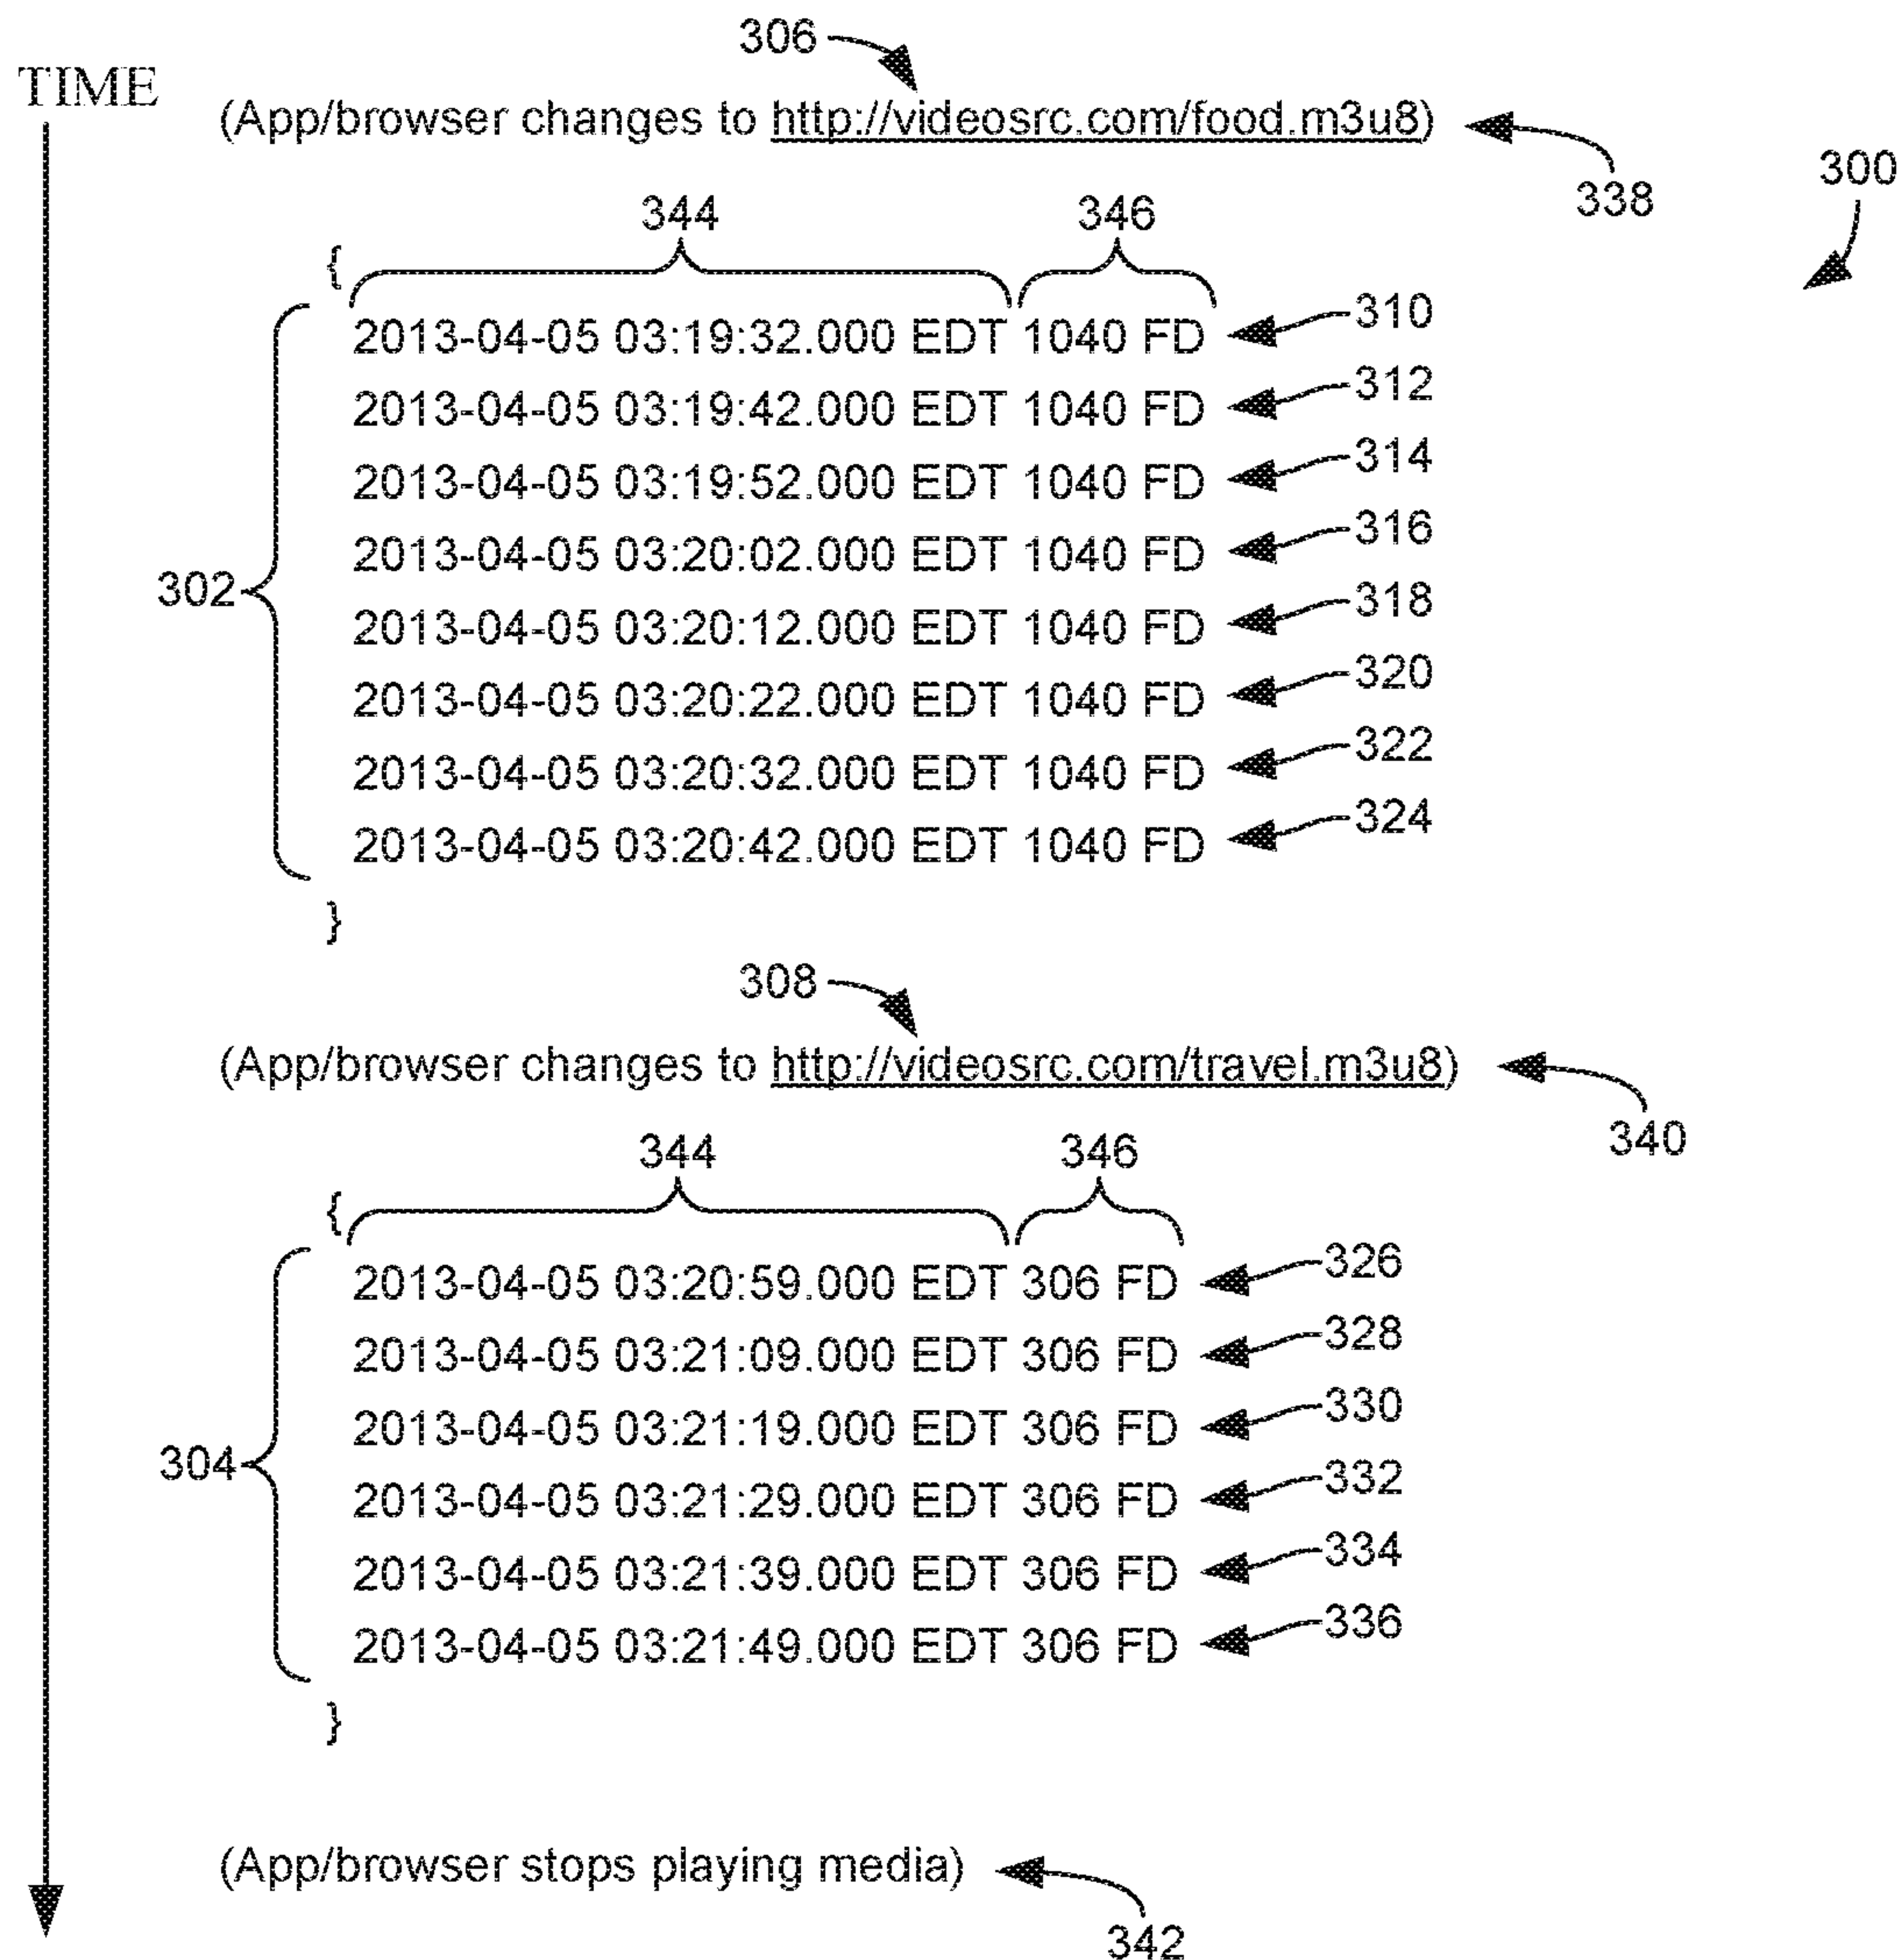 306
TIME
(App/browser changes to http://videosrc.com/food.m3u8)
338
300
344 346
{
2013-04-05 03:19:32.000 EDT 1040 FD 310
2013-04-05 03:19:42.000 EDT 1040 FD 312
2013-04-05 03:19:52.000 EDT 1040 FD 314
2013-04-05 03:20:02.000 EDT 1040 FD 316
302
2013-04-05 03:20:12.000 EDT 1040 FD 318
2013-04-05 03:20:22.000 EDT 1040 FD 320
2013-04-05 03:20:32.000 EDT 1040 FD 322
2013-04-05 03:20:42.000 EDT 1040 FD 324
}
308
(App/browser changes to http://videosrc.com/travel.m3u8)
340
344 346
{
2013-04-05 03:20:59.000 EDT 306 FD 326
2013-04-05 03:21:09.000 EDT 306 FD 328
2013-04-05 03:21:19.000 EDT 306 FD 330
304
2013-04-05 03:21:29.000 EDT 306 FD 332
2013-04-05 03:21:39.000 EDT 306 FD 334
2013-04-05 03:21:49.000 EDT 306 FD 336
}
(App/browser stops playing media)
342